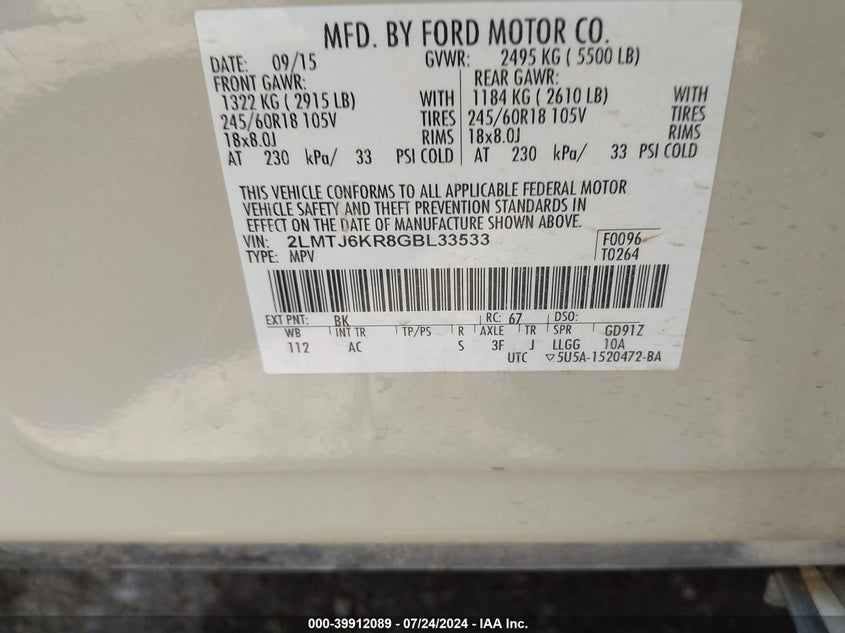 MFD. BY FORD MOTOR CO.
DATE: 09/15 GVWR: 2495 KG ( 5500 LB)
FRONT GAWR: REAR GAWR:
1322 KG ( 2915 LB) WITH 1184 KG ( 2610 LB) WITH
245/60R18 105V TIRES 245/60R18 105V TIRES
18x8.0J RIMS 18x8.0J RIMS
AT 230 kPa/ 33 PSI COLD AT 230 kPa/ 33 PSI COLD
THIS VEHICLE CONFORMS TO ALL APPLICABLE FEDERAL MOTOR
VEHICLE SAFETY AND THEFT PREVENTION STANDARDS IN
EFFECT ON THE DATE OF MANUFACTURE SHOWN ABOVE.
VIN: 2LMTJ6KR8GBL33533 F0096
TYPE: MPV T0264
EXT PNT: BK RC: 67 DSO:
WB INT TR TP/PS R AXLE TR SPR GD91Z
112 AC S 3F J LLGG 10A
UTC ▽5U5A-1520472-BA
000-39912089 / 07/24/2024 - IAA Inc.